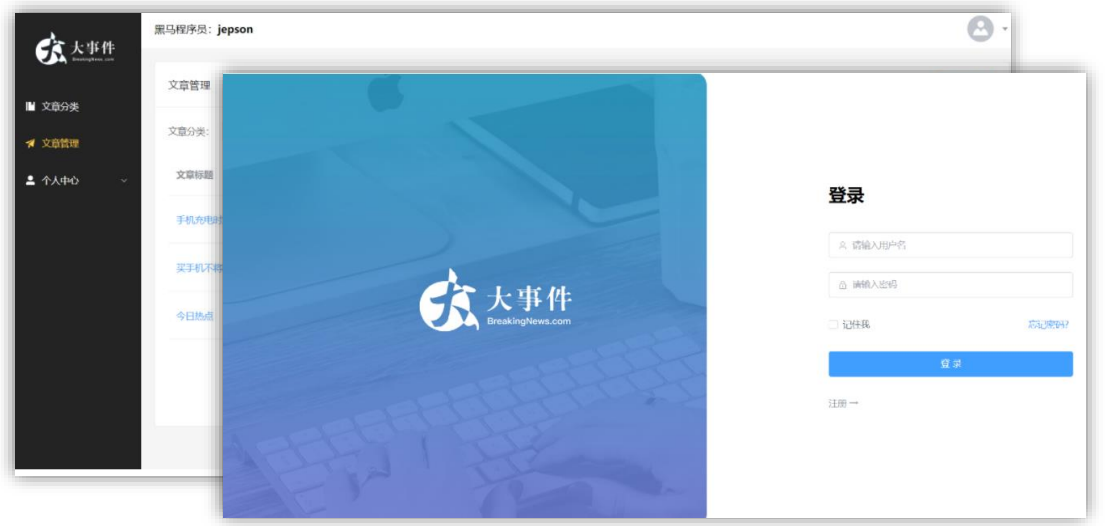 黑马程序员：jepson
大事件
BreakingNews.com
文章分类
文章管理
个人中心
文章管理
文章分类：
文章标题
手机充电时
买手机不称
今日热点
大事件
BreakingNews.com
登录
请输入用户名
请输入密码
记住我
忘记密码?
登录
注册 →